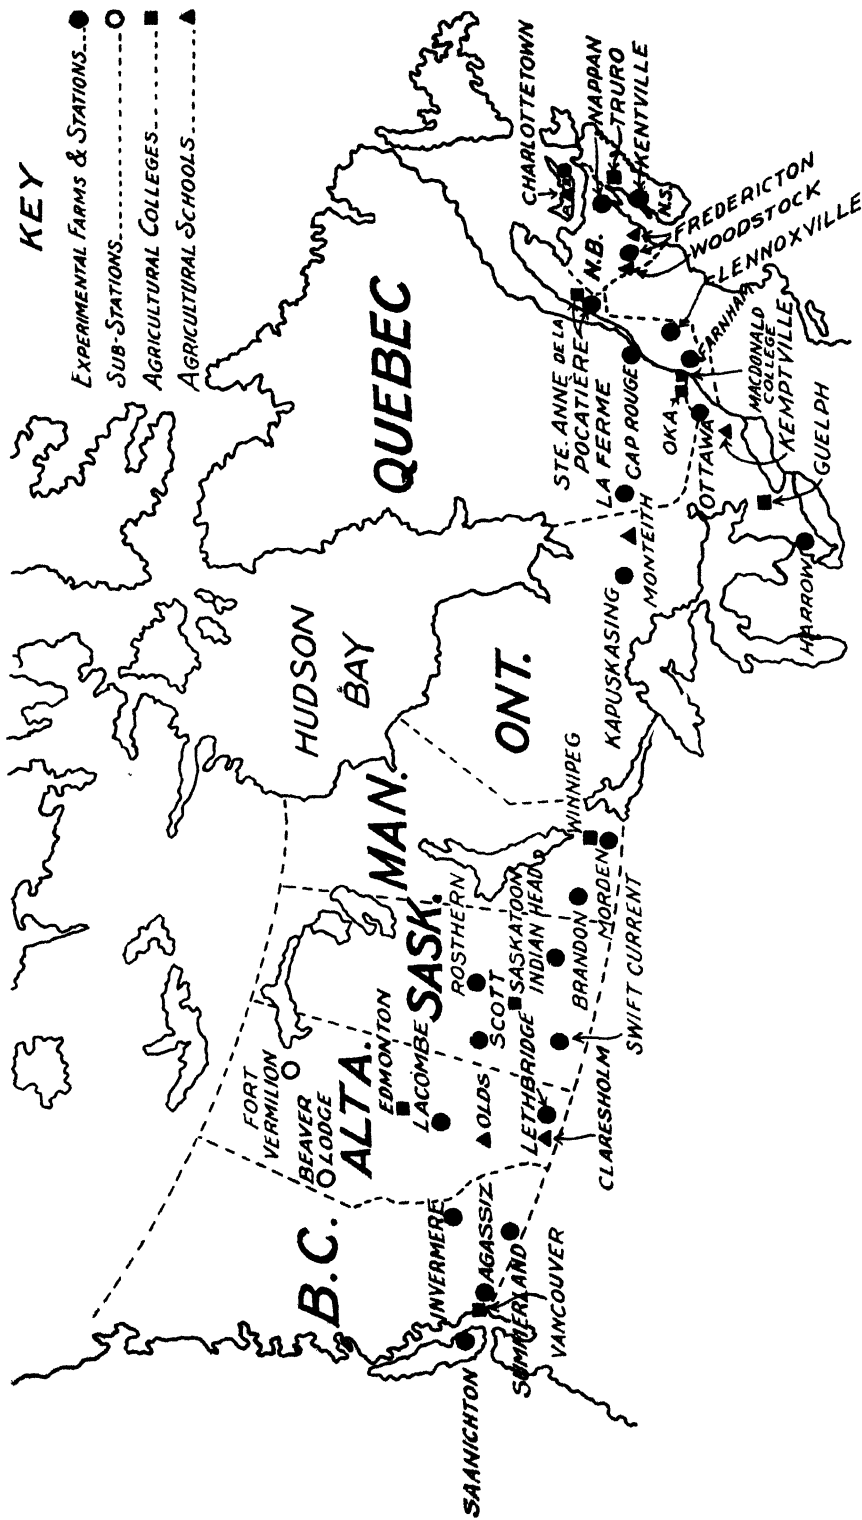 KEY
EXPERIMENTAL FARMS & STATIONS...
SUB-STATIONS...............
AGRICULTURAL COLLEGES........
AGRICULTURAL SCHOOLS........
HUDSON
BAY
QUEBEC
B.C.
ALTA.
SASK.
MAN.
ONT.
N.B.
N.S.
FORT
VERMILION
BEAVER
LODGE
EDMONTON
LACOMBE
OLDS
LETHBRIDGE
CLARESHOLM
INVERMERE
AGASSIZ
SUMMERLAND
VANCOUVER
SAANICHTON
ROSTHERN
SCOTT
SASKATOON
INDIAN HEAD
SWIFT CURRENT
BRANDON
MORDEN
WINNIPEG
KAPUSKASING
MONTEITH
LA FERME
CAP ROUGE
STE. ANNE DE LA
POCATIÈRE
OKA
OTTAWA
HARROW
GUELPH
KEMPTVILLE
MACDONALD
COLLEGE
FARNHAM
LENNOXVILLE
WOODSTOCK
FREDERICTON
KENTVILLE
TRURO
NAPPAN
CHARLOTTETOWN